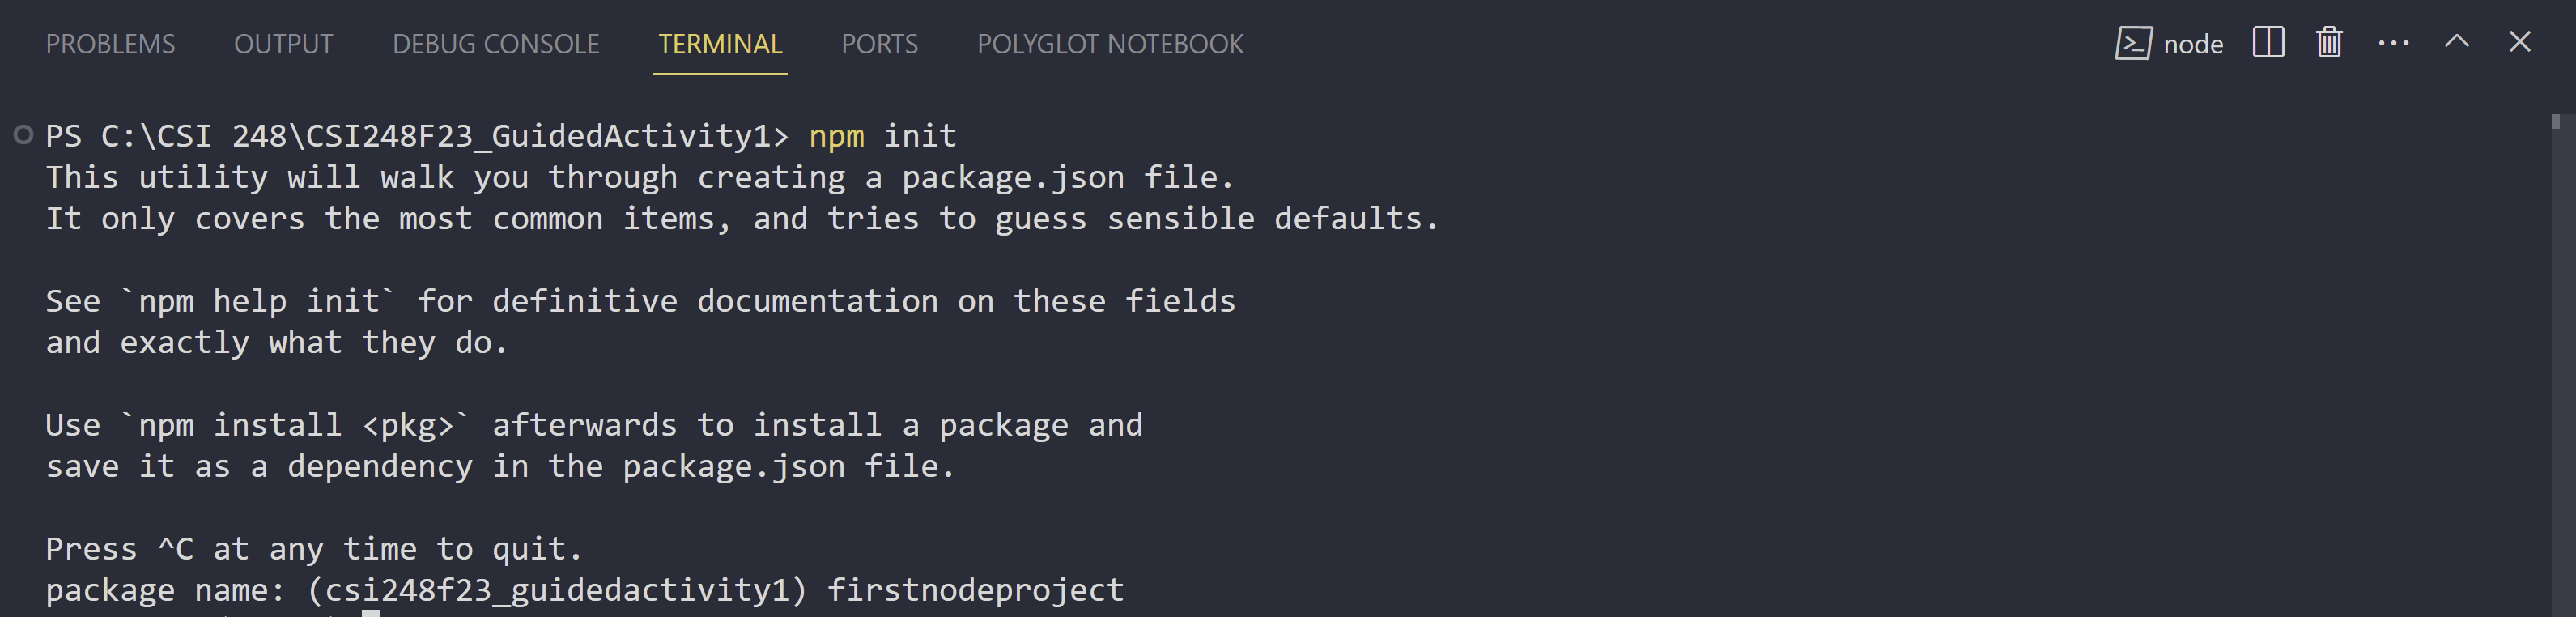 PROBLEMS OUTPUT DEBUG CONSOLE TERMINAL PORTS POLYGLOT NOTEBOOK node
PS C:\CSI 248\CSI248F23_GuidedActivity1> npm init
This utility will walk you through creating a package.json file.
It only covers the most common items, and tries to guess sensible defaults.
See `npm help init` for definitive documentation on these fields
and exactly what they do.
Use `npm install <pkg>` afterwards to install a package and
save it as a dependency in the package.json file.
Press ^C at any time to quit.
package name: (csi248f23_guidedactivity1) firstnodeproject